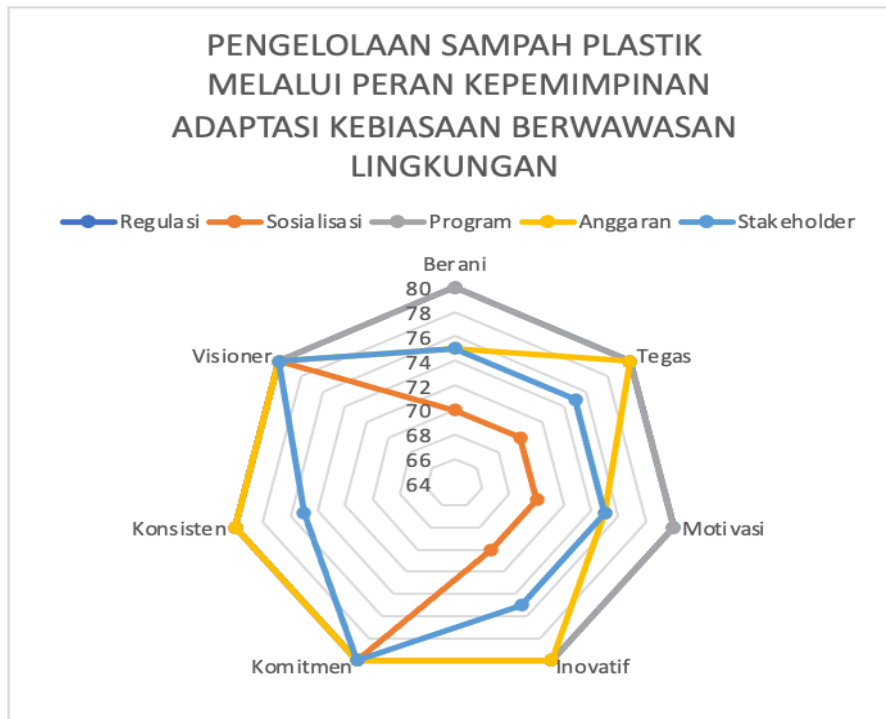 PENGELOLAAN SAMPAH PLASTIK
MELALUI PERAN KEPEMIMPINAN
ADAPTASI KEBIASAAN BERWAWASAN
LINGKUNGAN
Regulasi Sosialisasi Program Anggaran Stakeholder
Berani
80
78
76
74
72
70
68
66
64
Visioner
Tegas
Konsisten
Motivasi
Komitmen
Inovatif